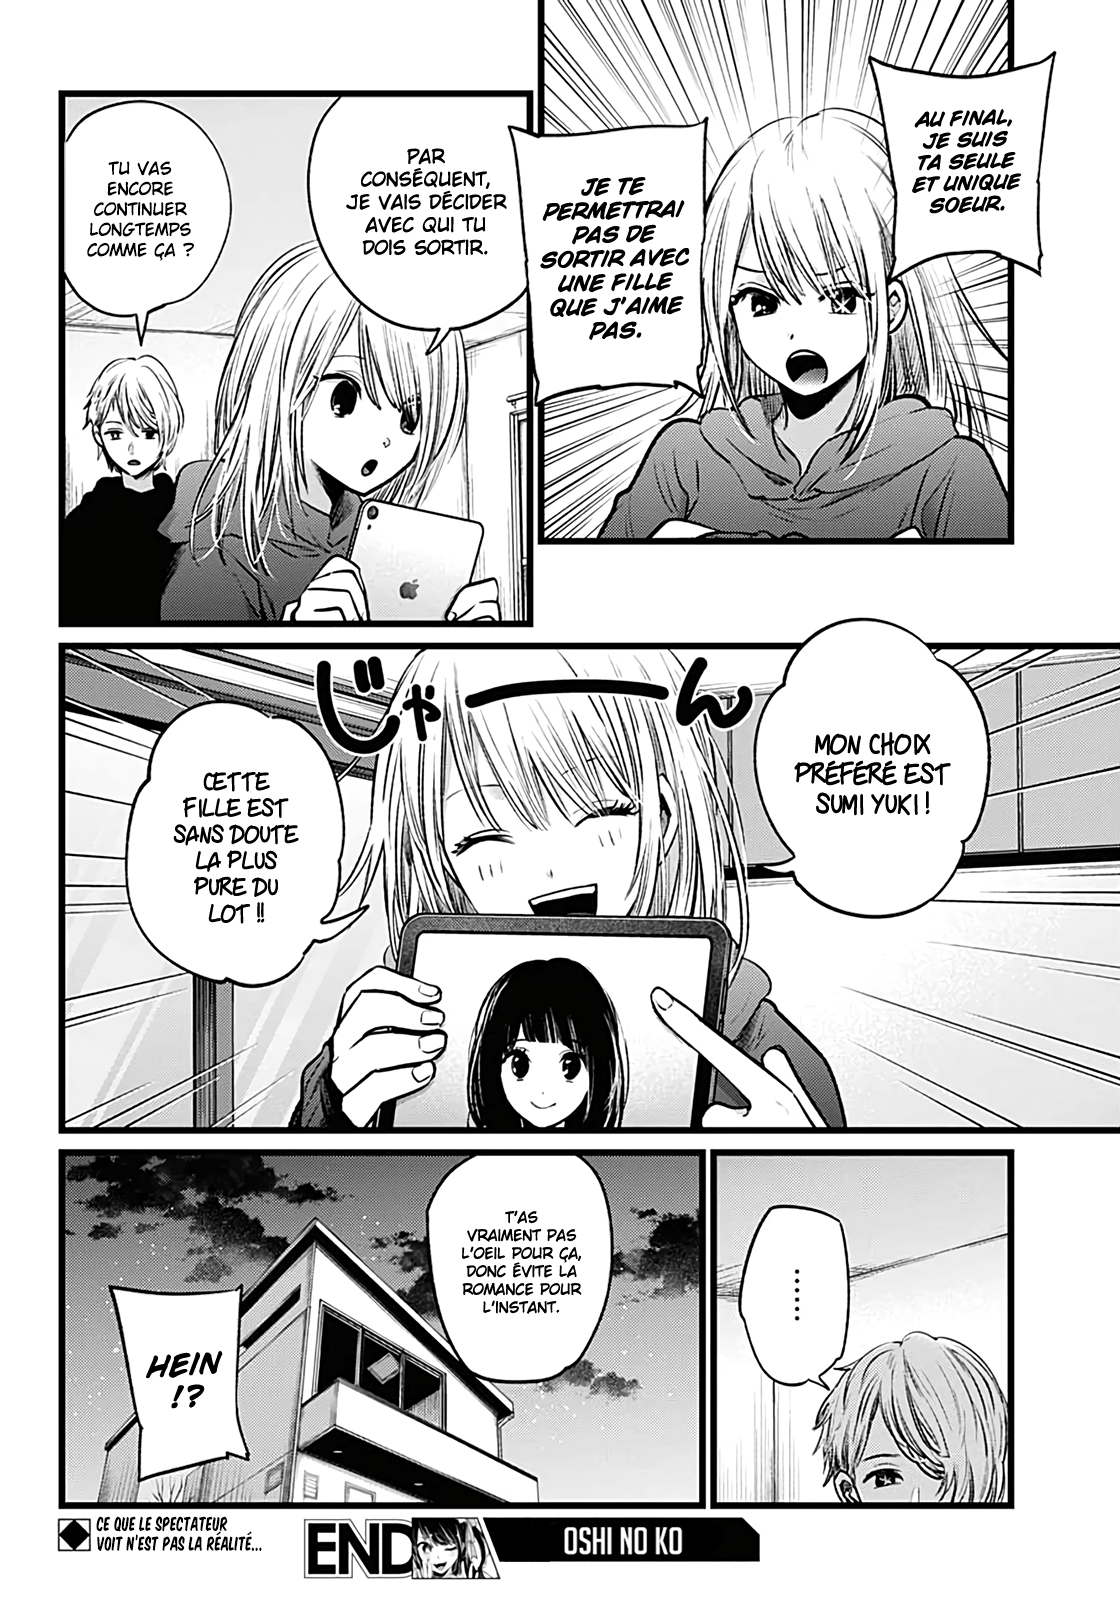 AU FINAL,
JE SUIS
TA SEULE
ET UNIQUE
SOEUR.
JE TE
PERMETTRAI
PAS DE
SORTIR AVEC
UNE FILLE
QUE J'AIME
PAS.
PAR
CONSÉQUENT,
JE VAIS DÉCIDER
AVEC QUI TU
DOIS SORTIR.
TU VAS
ENCORE
CONTINUER
LONGTEMPS
COMME ÇA ?
じゃーん
MON CHOIX
PRÉFÉRÉ EST
SUMI YUKI !
CETTE
FILLE EST
SANS DOUTE
LA PLUS
PURE DU
LOT !!
.......
T'AS
VRAIMENT PAS
L'OEIL POUR ÇA,
DONC ÉVITE LA
ROMANCE POUR
L'INSTANT.
HEIN
!?
CE QUE LE SPECTATEUR
VOIT N'EST PAS LA RÉALITÉ...
END
OSHI NO KO